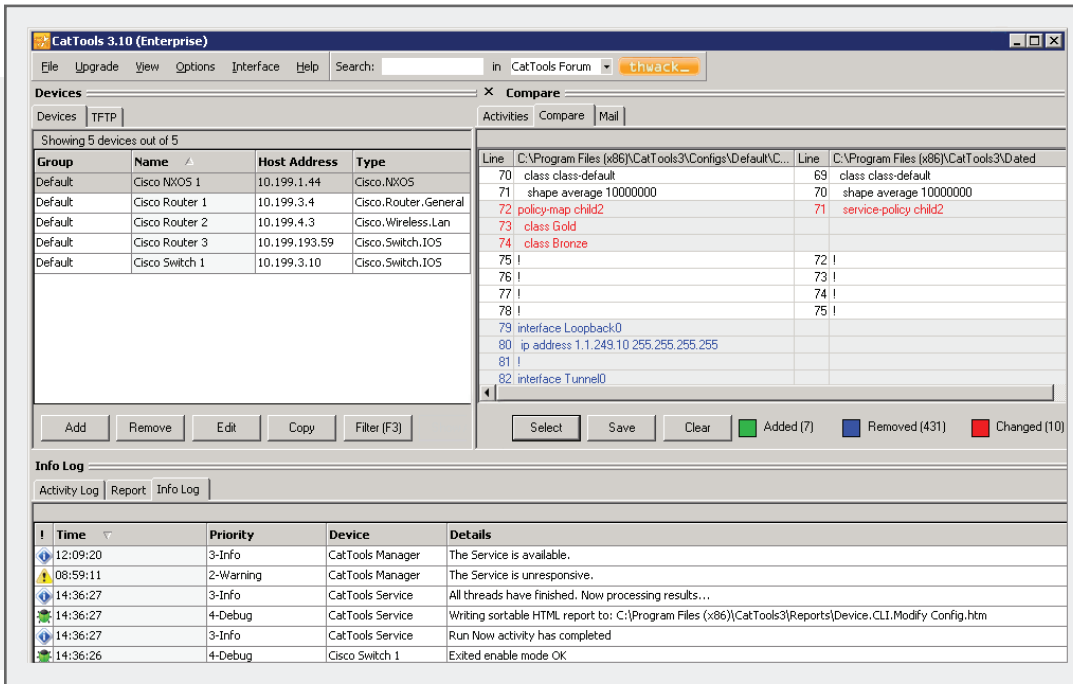 CatTools 3.10 (Enterprise)
File Upgrade View Options Interface Help Search: in CatTools Forum thwack_
Devices
Devices TFTP
Showing 5 devices out of 5
Group Name Host Address Type
Default Cisco NXOS 1 10.199.1.44 Cisco.NXOS
Default Cisco Router 1 10.199.3.4 Cisco.Router.General
Default Cisco Router 2 10.199.4.3 Cisco.Wireless.Lan
Default Cisco Router 3 10.199.193.59 Cisco.Switch.IOS
Default Cisco Switch 1 10.199.3.10 Cisco.Switch.IOS
Add Remove Edit Copy Filter (F3)
X Compare
Activities Compare Mail
Line C:\Program Files (x86)\CatTools3\Configs\Default\C... Line C:\Program Files (x86)\CatTools3\Dated
70 class class-default 69 class class-default
71 shape average 10000000 70 shape average 10000000
72 policy-map child2 71 service-policy child2
73 class Gold
74 class Bronze
75 ! 72 !
76 ! 73 !
77 ! 74 !
78 ! 75 !
79 interface Loopback0
80 ip address 1.1.249.10 255.255.255.255
81 !
82 interface Tunnel0
Select Save Clear Added (7) Removed (431) Changed (10)
Info Log
Activity Log Report Info Log
! Time Priority Device Details
12:09:20 3-Info CatTools Manager The Service is available.
08:59:11 2-Warning CatTools Manager The Service is unresponsive.
14:36:27 3-Info CatTools Service All threads have finished. Now processing results...
14:36:27 4-Debug CatTools Service Writing sortable HTML report to: C:\Program Files (x86)\CatTools3\Reports\Device.CLI.Modify Config.htm
14:36:27 3-Info CatTools Service Run Now activity has completed
14:36:26 4-Debug Cisco Switch 1 Exited enable mode OK